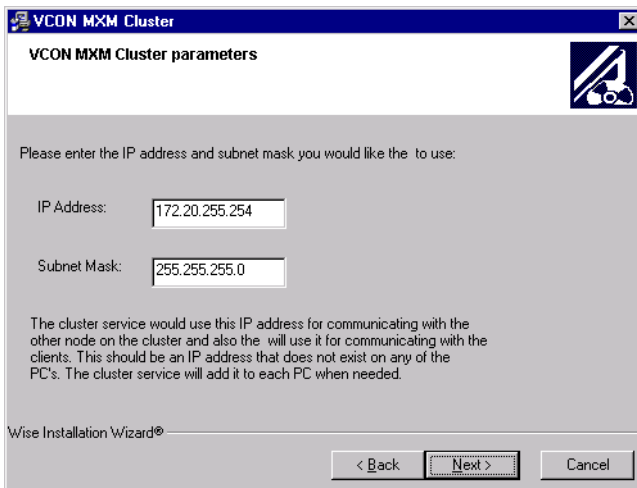 VCON MXM Cluster
VCON MXM Cluster parameters
Please enter the IP address and subnet mask you would like the  to use:
IP Address:
172.20.255.254
Subnet Mask:
255.255.255.0
The cluster service would use this IP address for communicating with the
other node on the cluster and also the  will use it for communicating with the
clients. This should be an IP address that does not exist on any of the
PC's. The cluster service will add it to each PC when needed.
Wise Installation Wizard®
< Back
Next >
Cancel